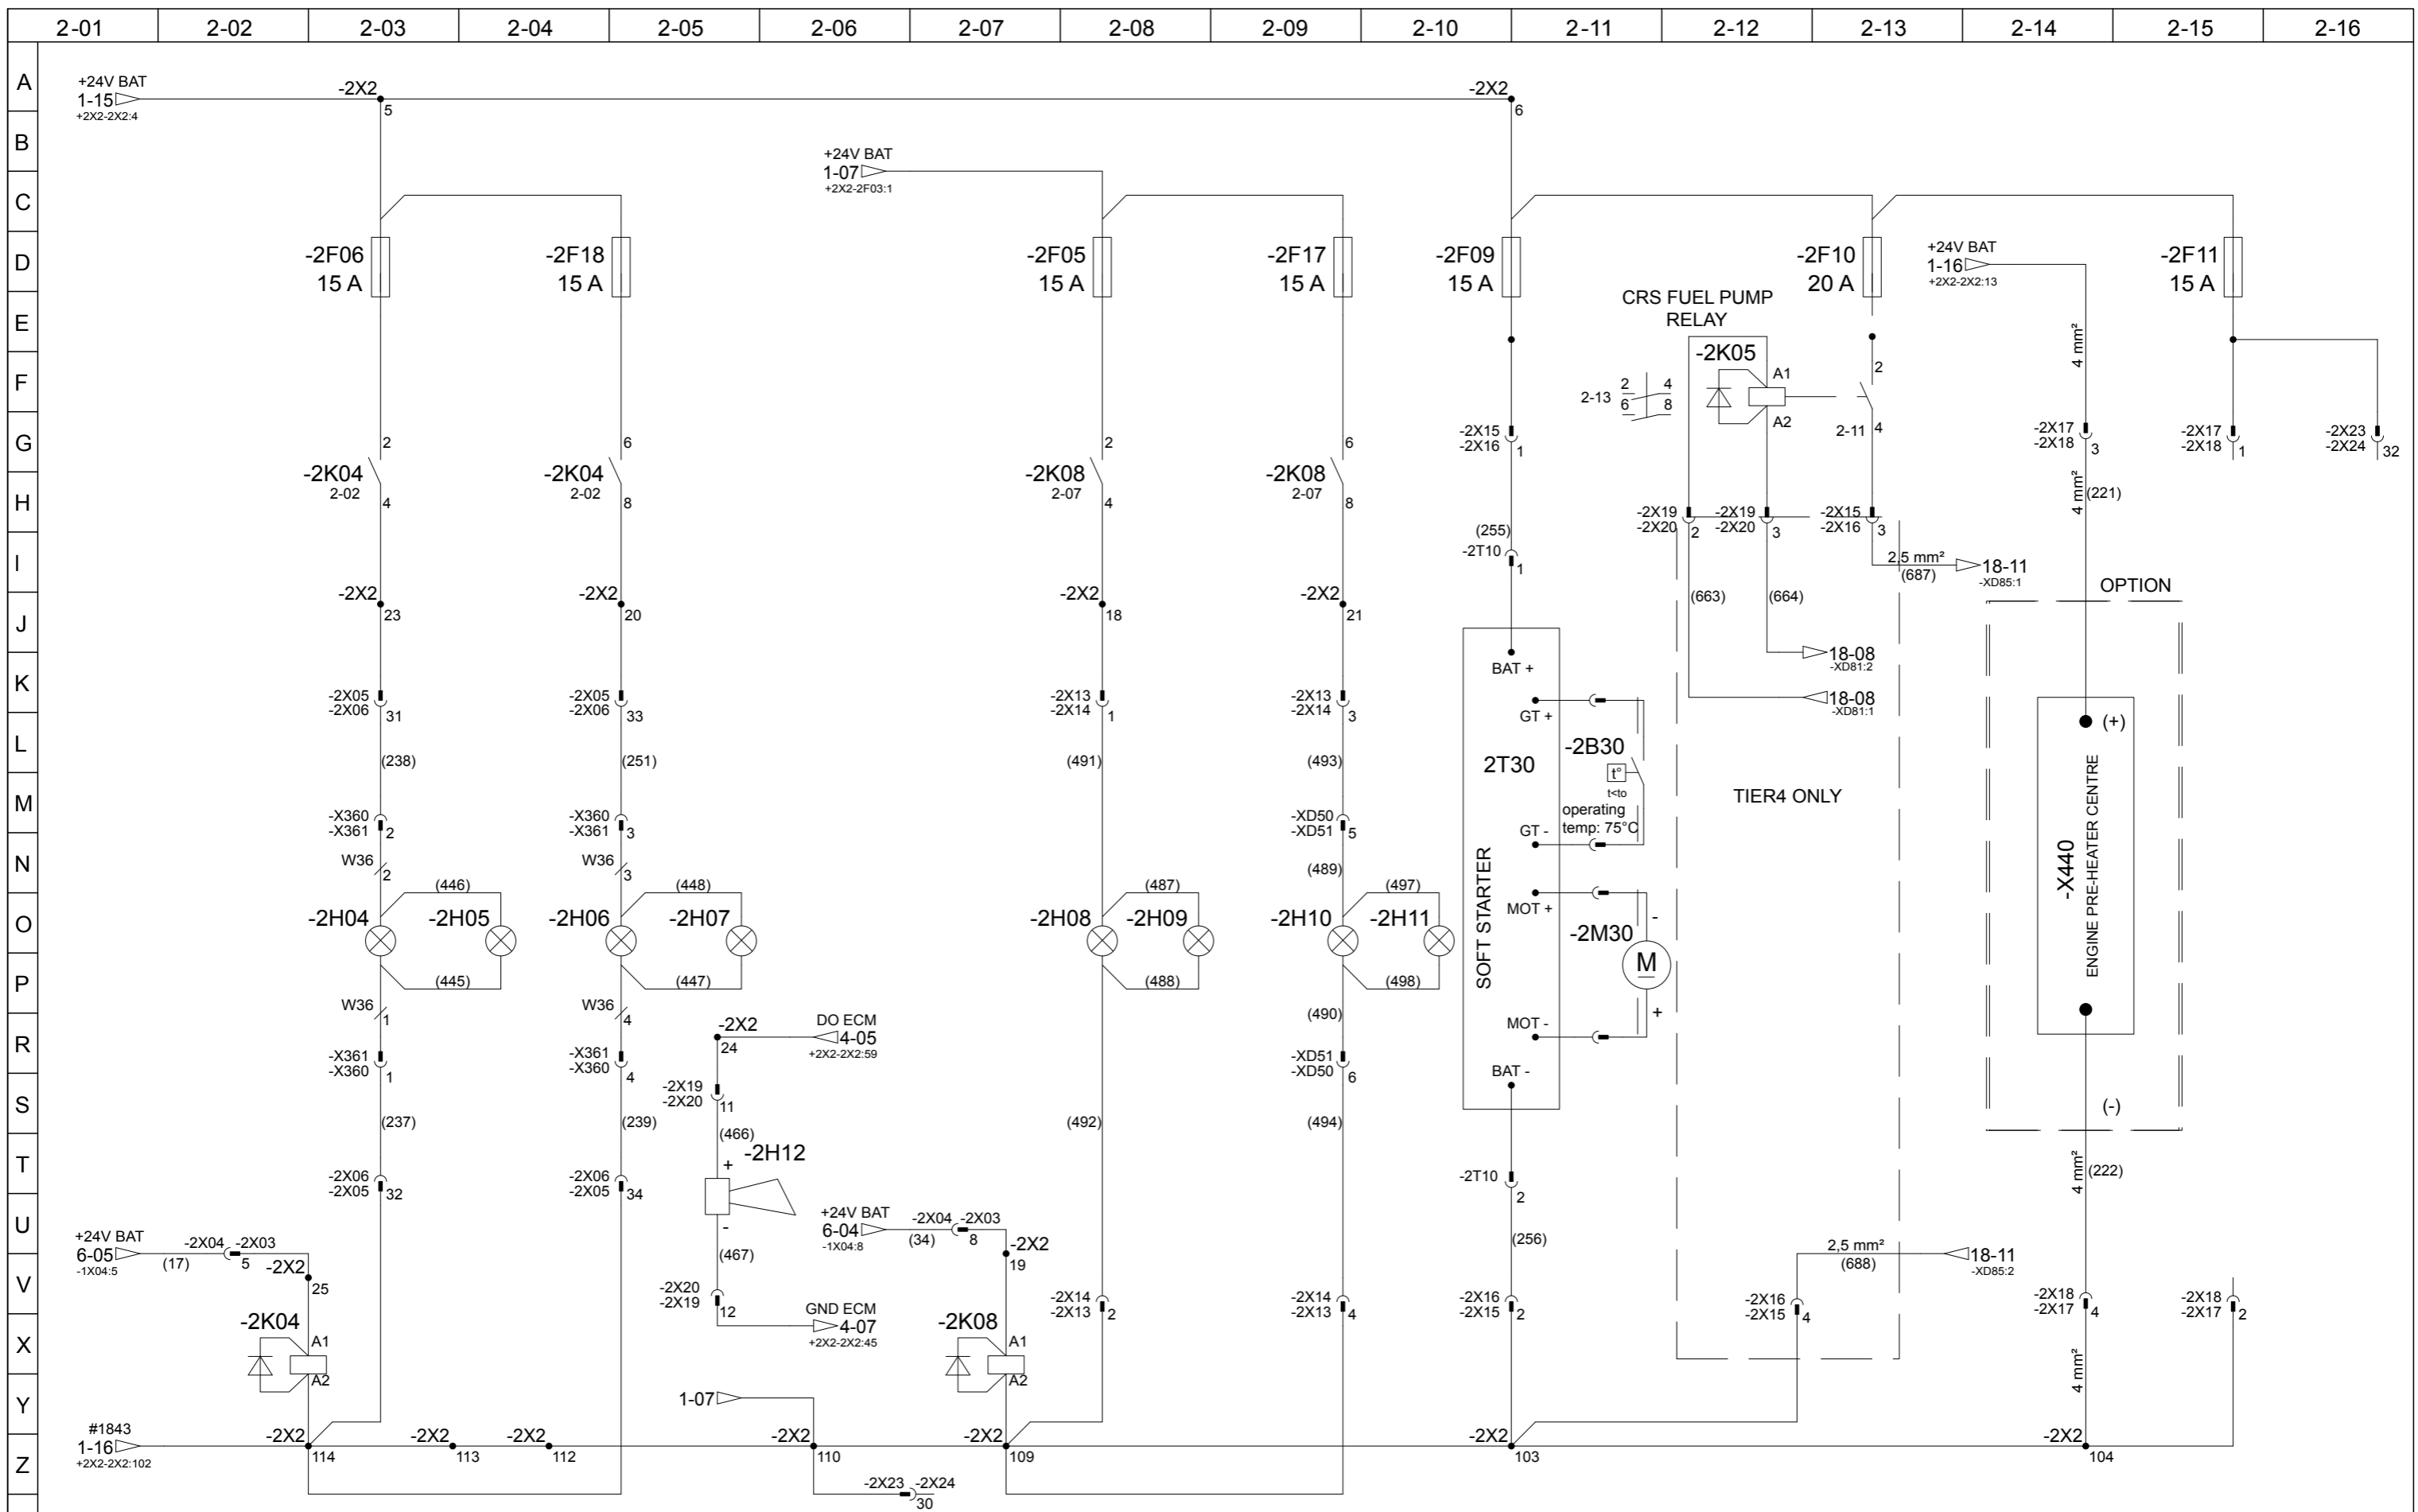 2-01 2-02 2-03 2-04 2-05 2-06 2-07 2-08 2-09 2-10 2-11 2-12 2-13 2-14 2-15 2-16
A
+24V BAT
1-15
+2X2-2X2:4
-2X2
5
-2X2
6
B
+24V BAT
1-07
+2X2-2F03:1
C
D
-2F06
15 A
-2F18
15 A
-2F05
15 A
-2F17
15 A
-2F09
15 A
-2F10
20 A
+24V BAT
1-16
+2X2-2X2:13
-2F11
15 A
E
CRS FUEL PUMP
RELAY
4 mm²
F
-2K05
A1
A2
2-13
2 4
6 8
2
2-11
4
G
2
-2K04
2-02
4
6
-2K04
2-02
8
2
-2K08
2-07
4
6
-2K08
2-07
8
-2X15
-2X16
1
-2X17
-2X18
3
-2X17
-2X18
1
-2X23
-2X24
32
H
4 mm²
(221)
(255)
-2X19
-2X20
2
-2X19
-2X20
3
-2X15
-2X16
3
I
-2T10
1
2,5 mm²
(687)
18-11
-XD85:1
OPTION
-2X2
23
-2X2
20
-2X2
18
-2X2
21
(663)
(664)
J
K
18-08
-XD81:2
18-08
-XD81:1
-2X05
-2X06
31
-2X05
-2X06
33
-2X13
-2X14
1
-2X13
-2X14
3
BAT +
GT +
(+)
L
(238)
(251)
(491)
(493)
2T30
-2B30
t°
t<to
operating
temp: 75°C
M
TIER4 ONLY
-X360
-X361
2
-X360
-X361
3
-XD50
-XD51
5
GT -
N
W36
2
W36
3
(446)
(448)
(487)
(489)
(497)
SOFT STARTER
-X440
ENGINE PRE-HEATER CENTRE
O
-2H04
-2H05
-2H06
-2H07
-2H08
-2H09
-2H10
-2H11
MOT +
-
-2M30
M
+
P
(445)
(447)
(488)
(498)
W36
1
W36
4
(490)
MOT -
R
-2X2
24
DO ECM
4-05
+2X2-2X2:59
-X361
-X360
1
-X361
-X360
4
-XD51
-XD50
6
BAT -
S
-2X19
-2X20
11
(237)
(239)
(466)
(492)
(494)
(-)
T
+
-2H12
-
-2X06
-2X05
32
-2X06
-2X05
34
-2T10
2
4 mm²
(222)
U
+24V BAT
6-05
-1X04:5
(17)
-2X04 -2X03
5
+24V BAT
6-04
-1X04:8
(34)
-2X04 -2X03
8
(467)
(256)
2,5 mm²
(688)
18-11
-XD85:2
V
-2X2
25
-2X2
19
-2X20
-2X19
12
-2X14
-2X13
2
-2X14
-2X13
4
-2X16
-2X15
2
-2X16
-2X15
4
-2X18
-2X17
4
-2X18
-2X17
2
X
-2K04
A1
A2
GND ECM
4-07
+2X2-2X2:45
-2K08
A1
A2
4 mm²
Y
1-07
Z
#1843
1-16
+2X2-2X2:102
-2X2
114
-2X2
113
-2X2
112
-2X2
110
-2X2
109
-2X2
103
-2X2
104
-2X23 -2X24
30